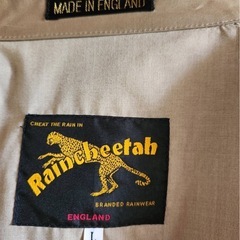 MADE IN ENGLAND
CHEAT THE RAIN IN
Raincheetah
BRANDED RAINWEAR
ENGLAND
L